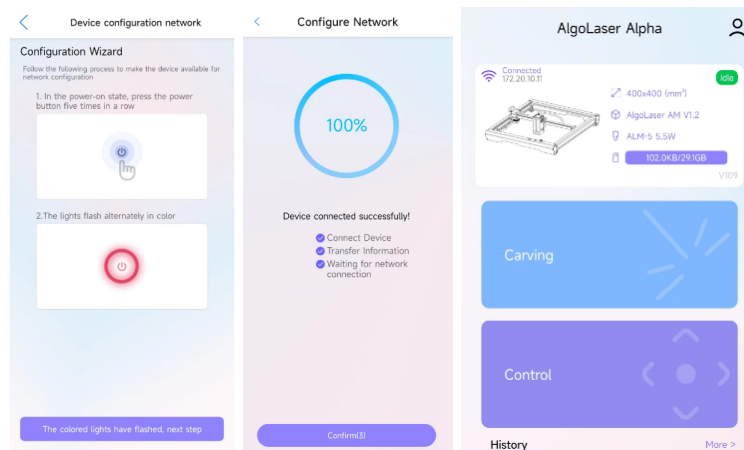 Device configuration network
Configuration Wizard
Follow the following process to make the device available for
network configuration
1. In the power-on state, press the power
button five times in a row
2.The lights flash alternately in color
The colored lights have flashed, next step
Configure Network
100%
Device connected successfully!
Connect Device
Transfer Information
Waiting for network
connection
Confirm(3)
AlgoLaser Alpha
Connected
172.20.10.11
Idle
400x400 (mm²)
AlgoLaser AM V1.2
ALM-5 5.5W
102.0KB/29.1GB
V109
Carving
Control
History
More >